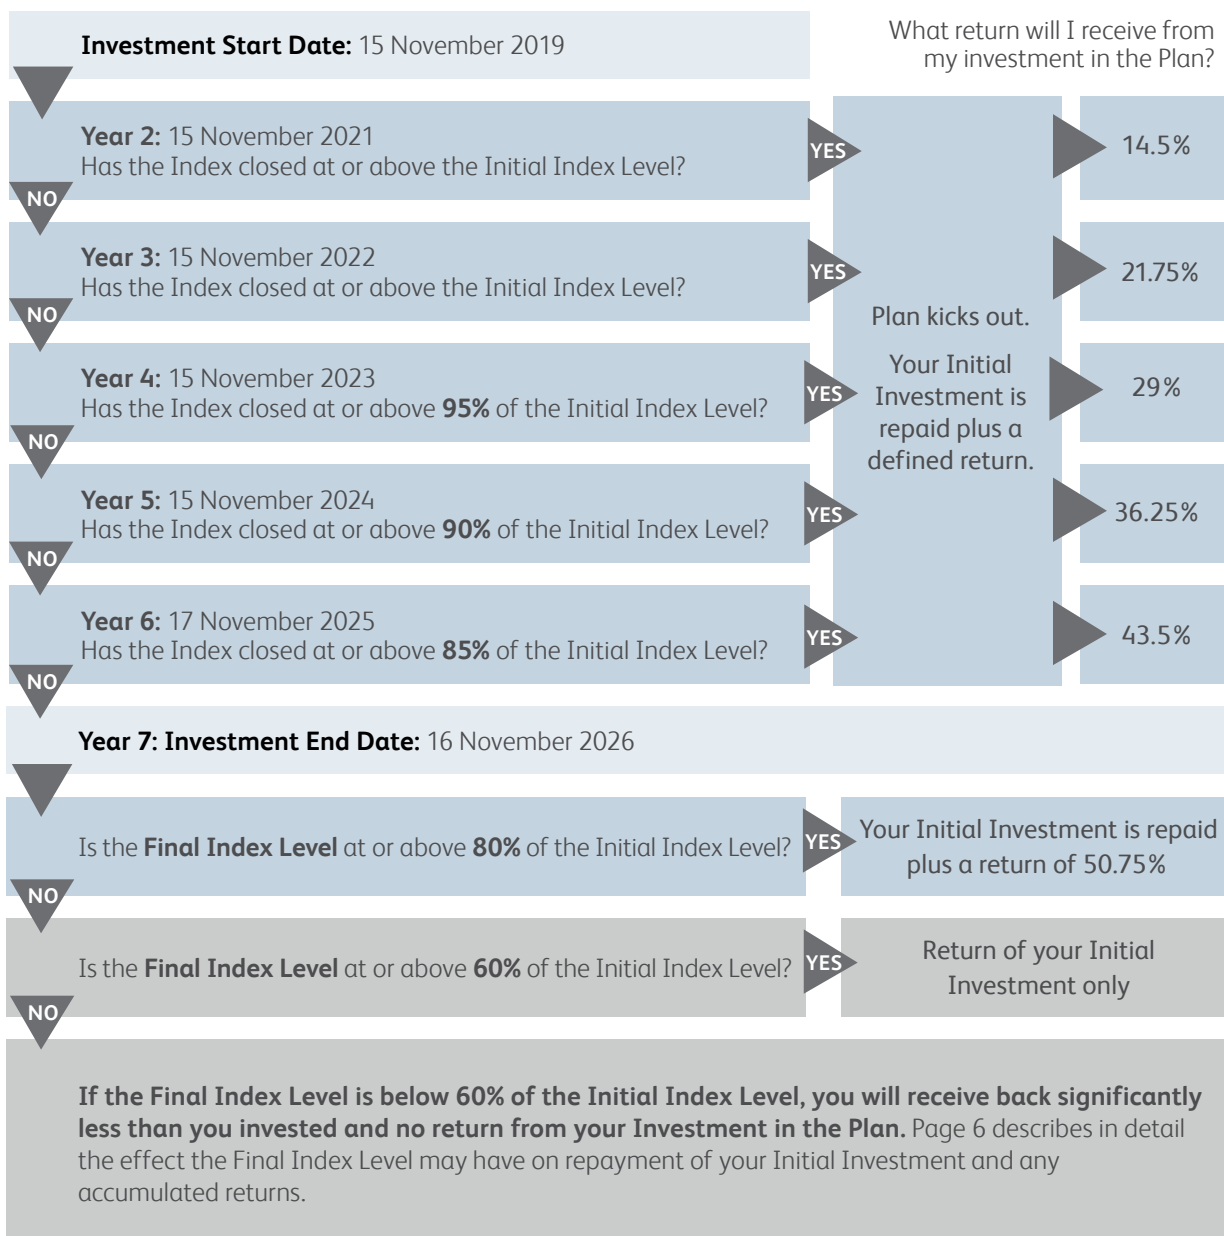 Investment Start Date: 15 November 2019
What return will I receive from
my investment in the Plan?
Year 2: 15 November 2021
Has the Index closed at or above the Initial Index Level?
YES
14.5%
NO
Year 3: 15 November 2022
Has the Index closed at or above the Initial Index Level?
YES
21.75%
NO
Year 4: 15 November 2023
Has the Index closed at or above 95% of the Initial Index Level?
YES
29%
NO
Year 5: 15 November 2024
Has the Index closed at or above 90% of the Initial Index Level?
YES
36.25%
NO
Year 6: 17 November 2025
Has the Index closed at or above 85% of the Initial Index Level?
YES
43.5%
NO
Plan kicks out.
Your Initial
Investment is
repaid plus a
defined return.
Year 7: Investment End Date: 16 November 2026
Is the Final Index Level at or above 80% of the Initial Index Level?
YES
Your Initial Investment is repaid
plus a return of 50.75%
NO
Is the Final Index Level at or above 60% of the Initial Index Level?
YES
Return of your Initial
Investment only
NO
If the Final Index Level is below 60% of the Initial Index Level, you will receive back significantly
less than you invested and no return from your Investment in the Plan. Page 6 describes in detail
the effect the Final Index Level may have on repayment of your Initial Investment and any
accumulated returns.